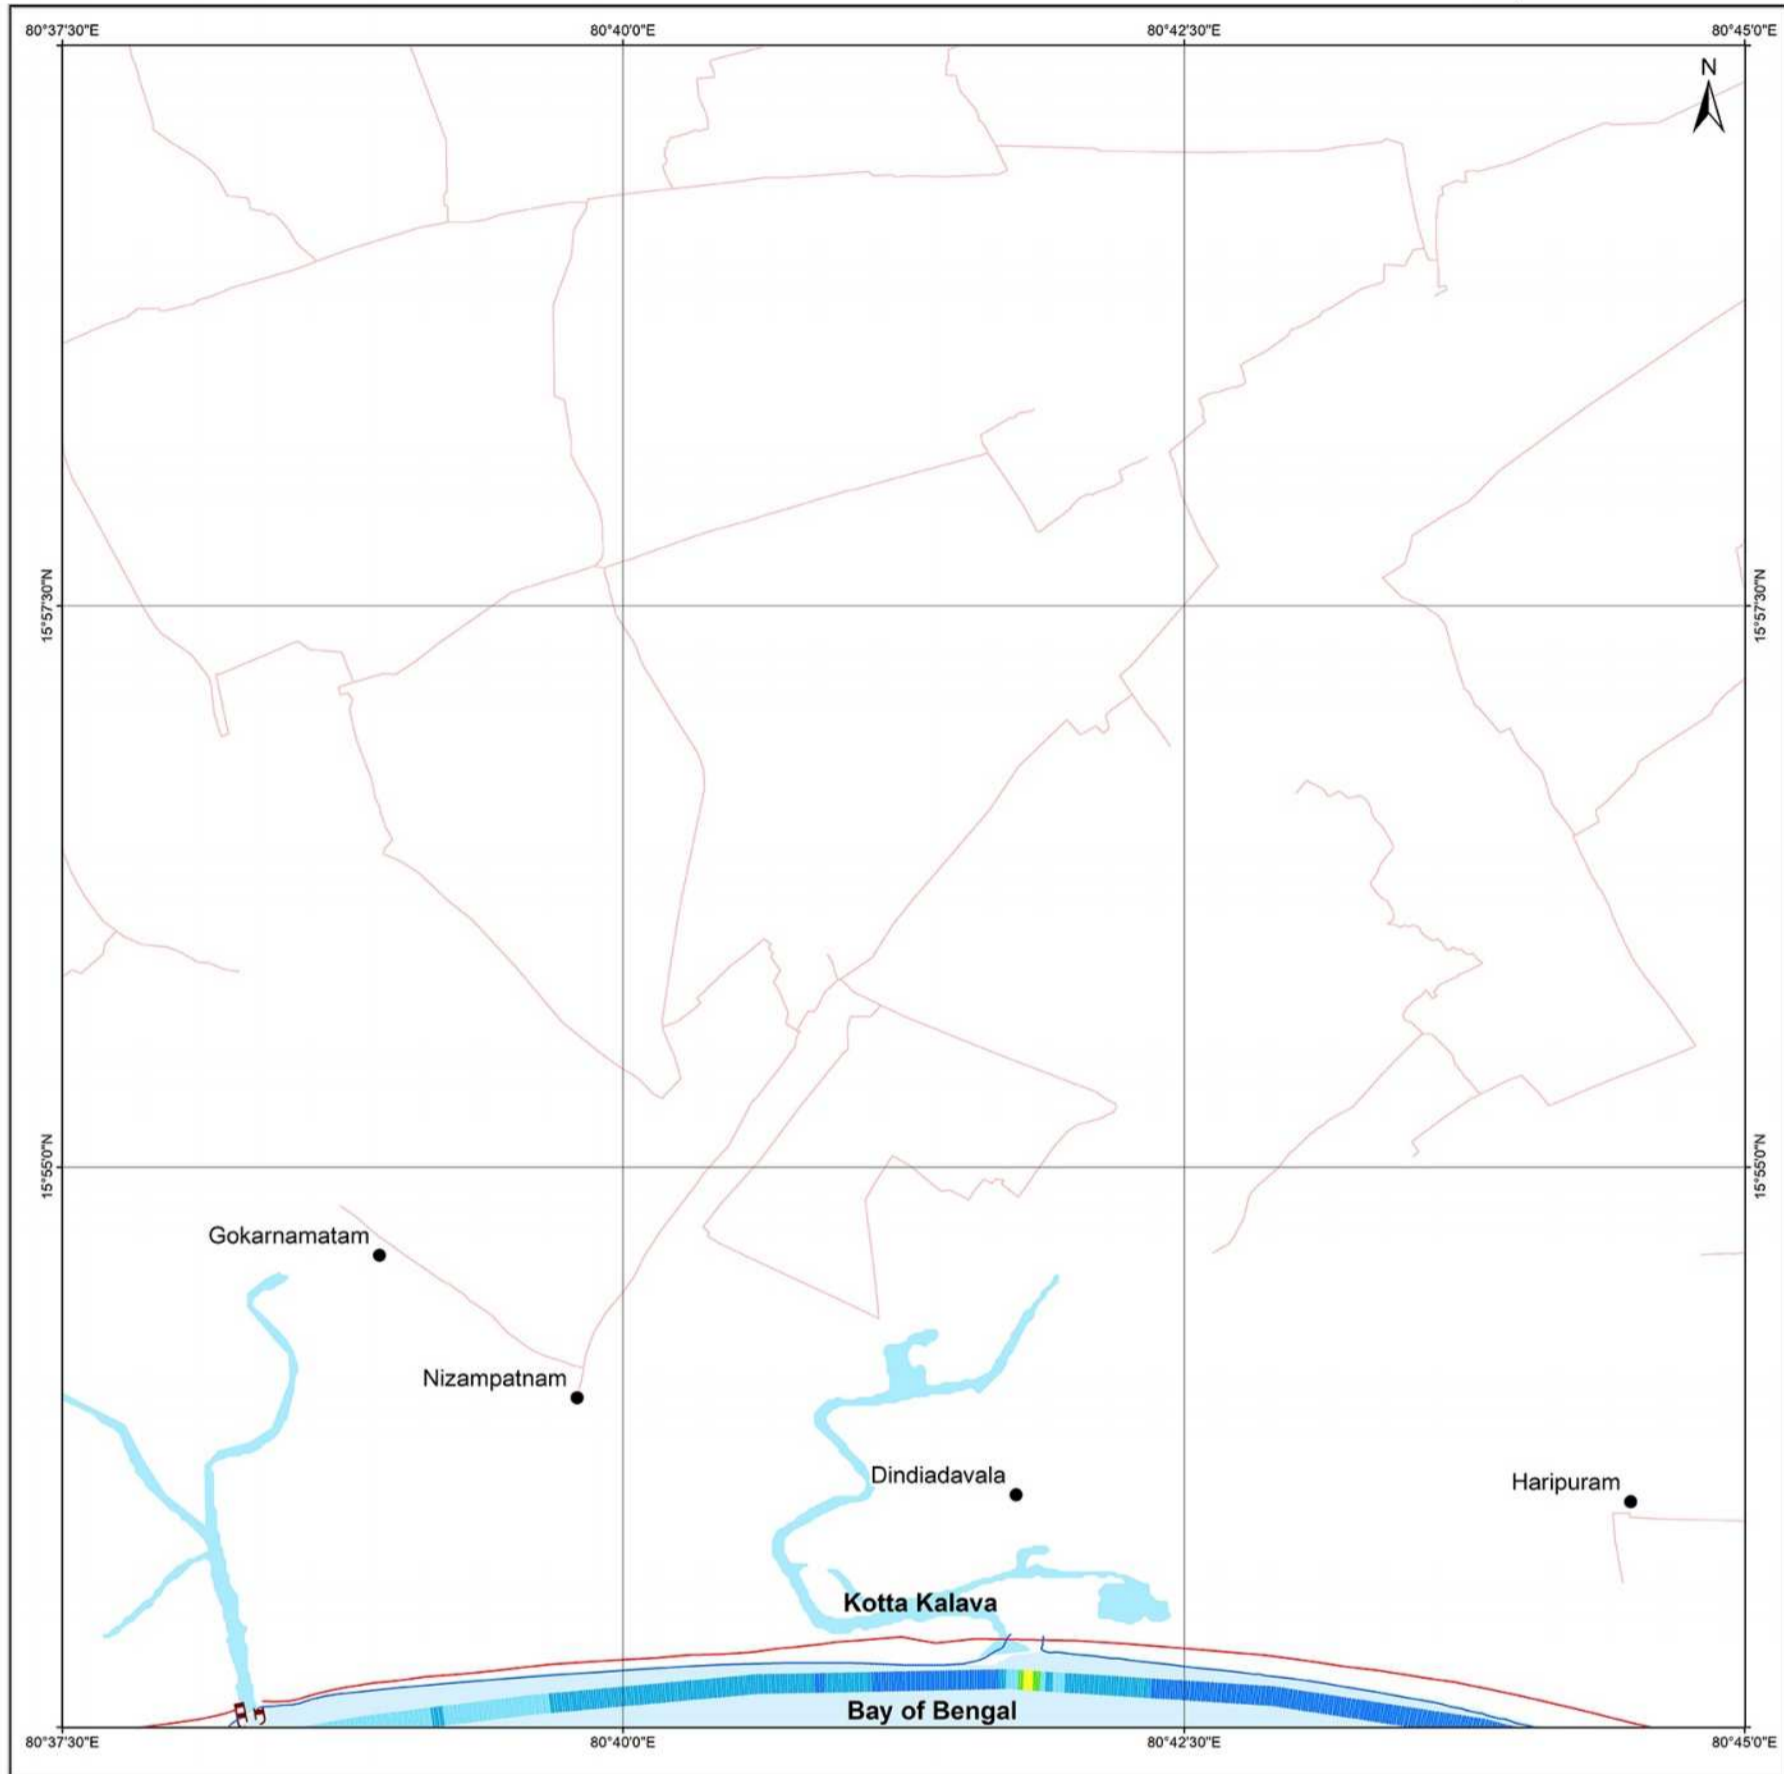 80°37'30"E
80°40'0"E
80°42'30"E
80°45'0"E
N
15°57'30"N
15°57'30"N
15°55'0"N
15°55'0"N
Gokarnamatam
Nizampatnam
Dindiadavala
Haripuram
Kotta Kalava
Bay of Bengal
80°37'30"E
80°40'0"E
80°42'30"E
80°45'0"E